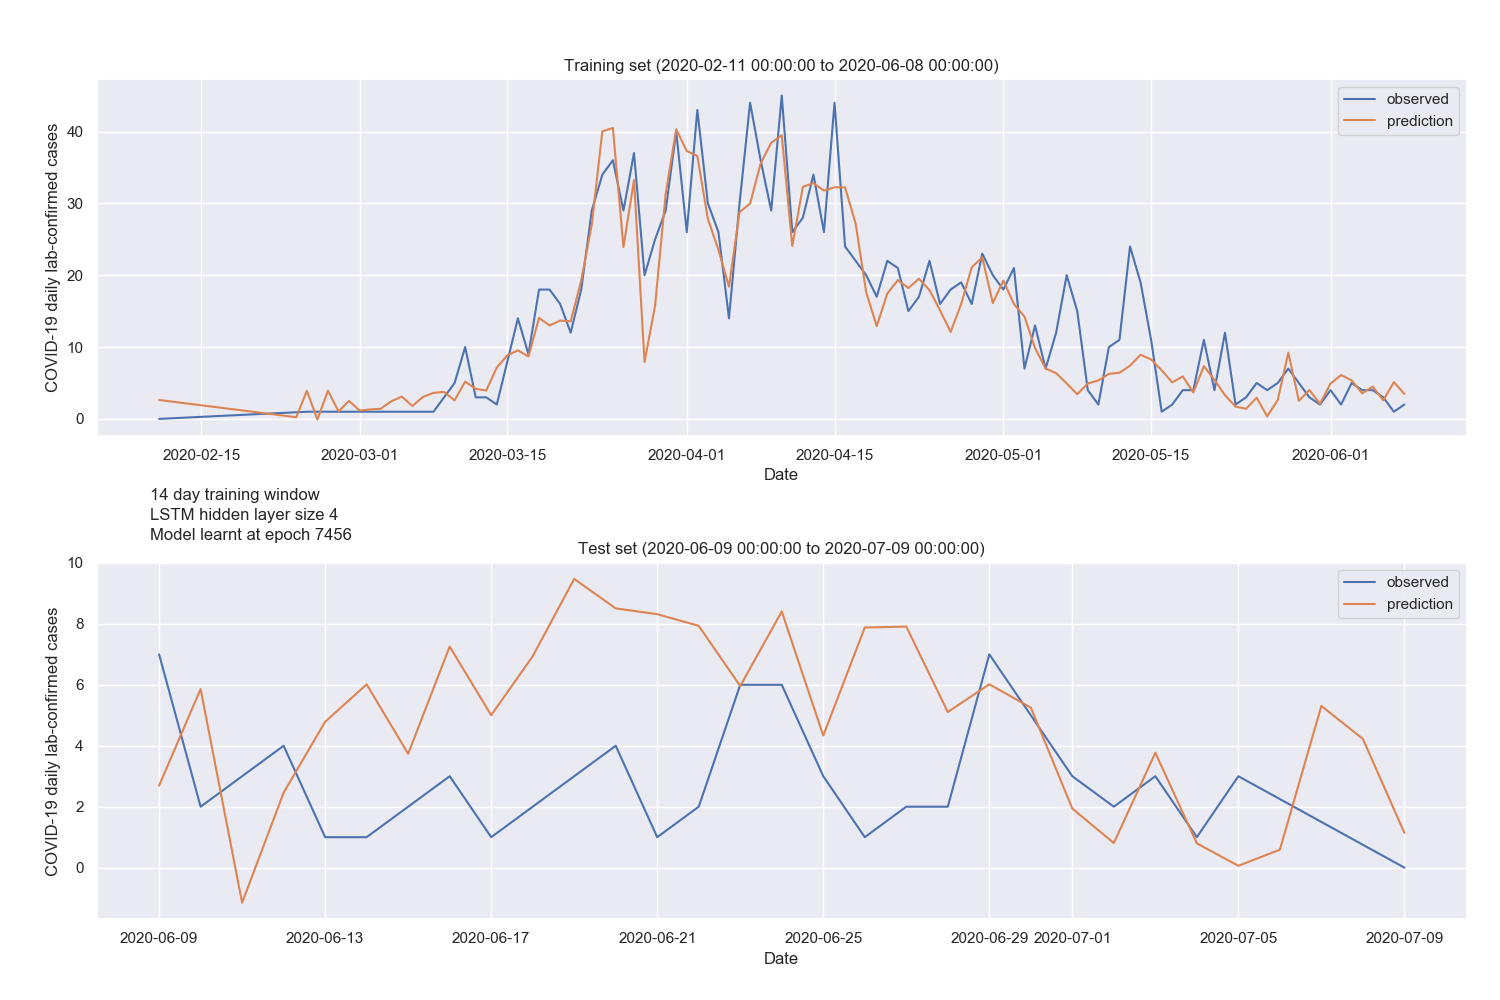 Training set (2020-02-11 00:00:00 to 2020-06-08 00:00:00)
observed
prediction
COVID-19 daily lab-confirmed cases
40
30
20
10
0
2020-02-15
2020-03-01
2020-03-15
2020-04-01
2020-04-15
2020-05-01
2020-05-15
2020-06-01
Date
14 day training window
LSTM hidden layer size 4
Model learnt at epoch 7456
Test set (2020-06-09 00:00:00 to 2020-07-09 00:00:00)
observed
prediction
COVID-19 daily lab-confirmed cases
10
8
6
4
2
0
2020-06-09
2020-06-13
2020-06-17
2020-06-21
2020-06-25
2020-06-29
2020-07-01
2020-07-05
2020-07-09
Date